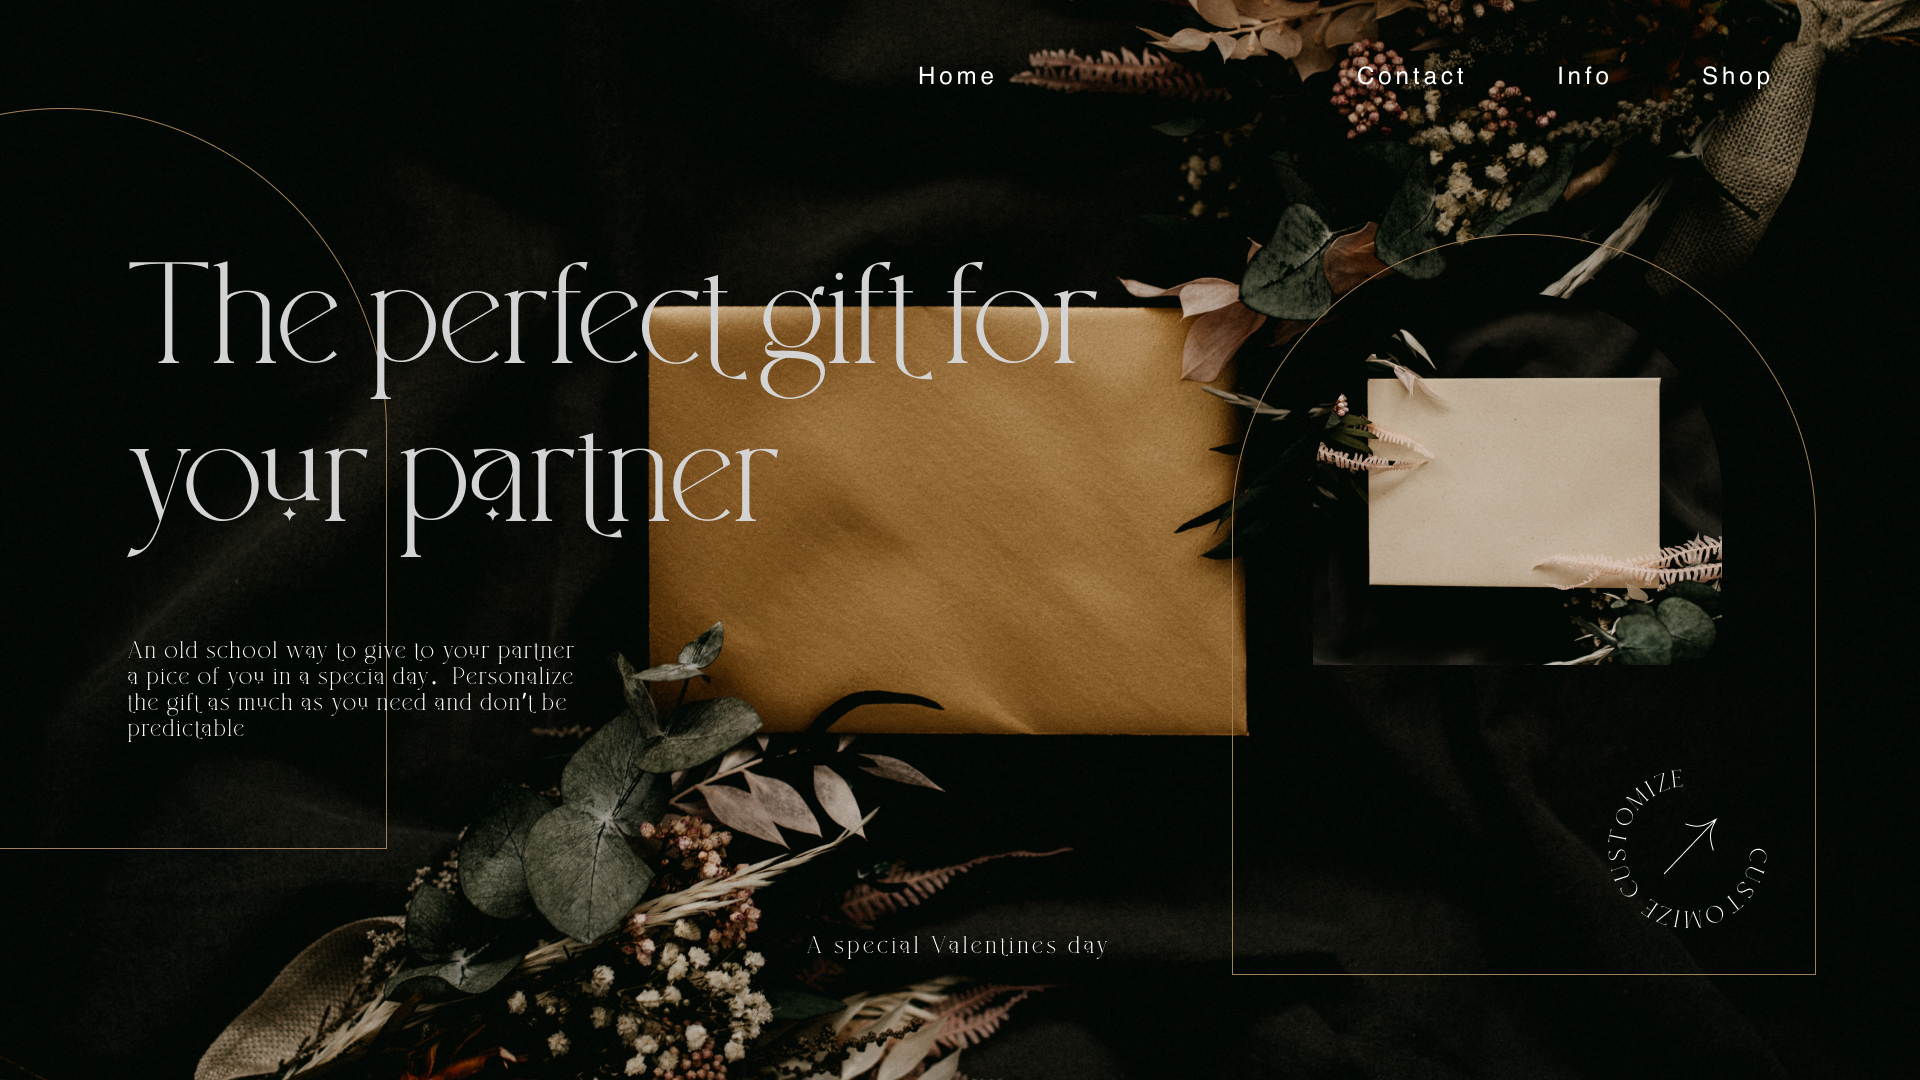 Home Contact Info Shop
The perfect gift for
your partner
An old school way to give to your partner
a pice of you in a specia day. Personalize
the gift as much as you need and don't be
predictable
CUSTOMIZE CUSTOMIZE
A special Valentines day